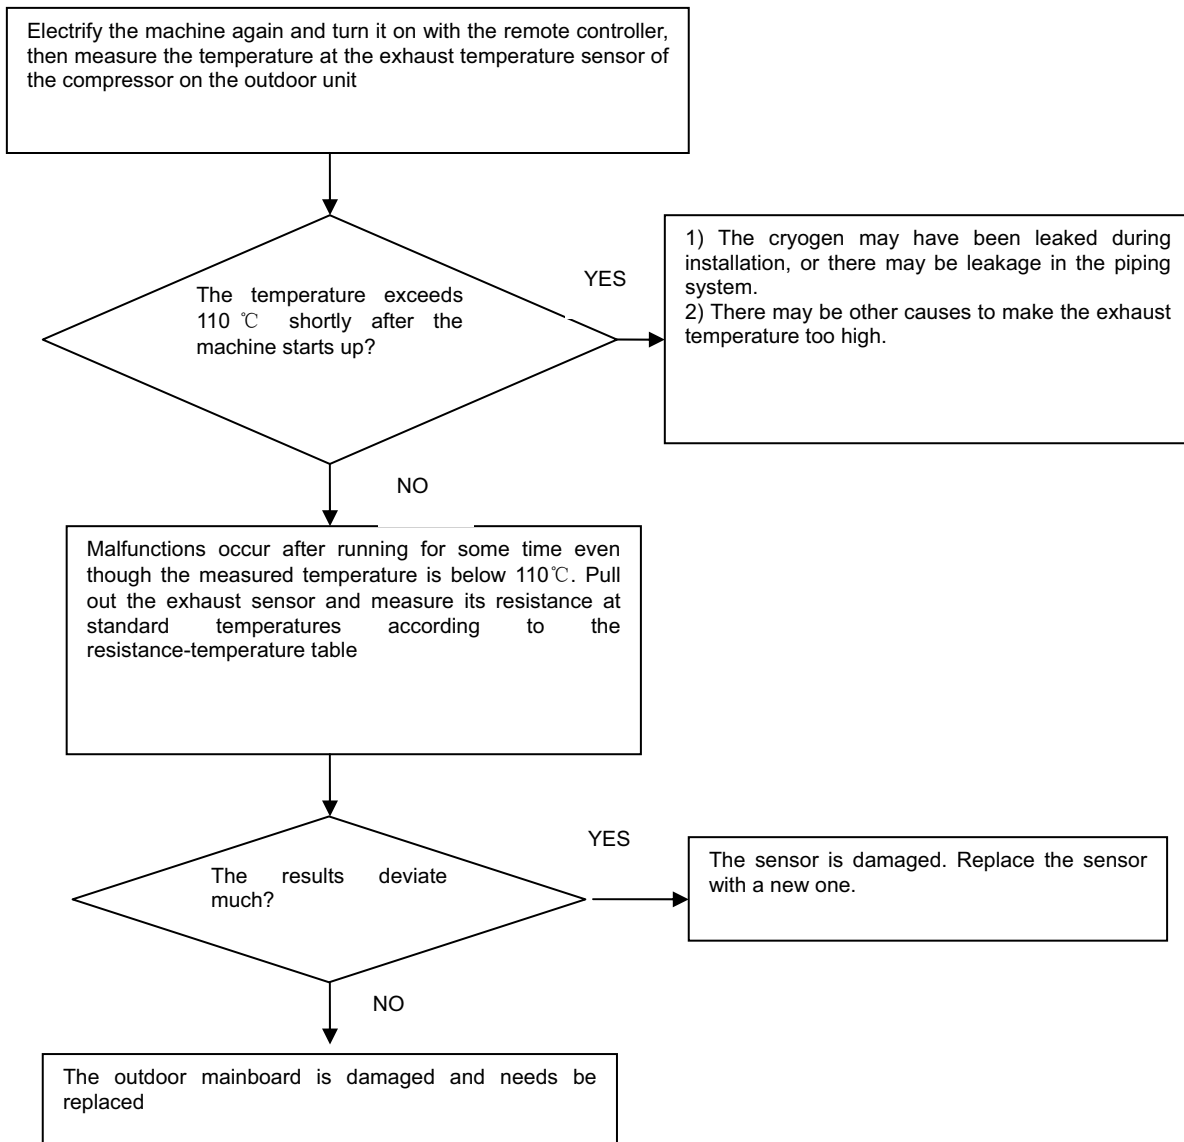 Electrify the machine again and turn it on with the remote controller,
then measure the temperature at the exhaust temperature sensor of
the compressor on the outdoor unit
The temperature exceeds
110 ℃ shortly after the
machine starts up?
YES
1) The cryogen may have been leaked during
installation, or there may be leakage in the piping
system.
2) There may be other causes to make the exhaust
temperature too high.
NO
Malfunctions occur after running for some time even
though the measured temperature is below 110℃. Pull
out the exhaust sensor and measure its resistance at
standard temperatures according to the
resistance-temperature table
The results deviate
much?
YES
The sensor is damaged. Replace the sensor
with a new one.
NO
The outdoor mainboard is damaged and needs be
replaced